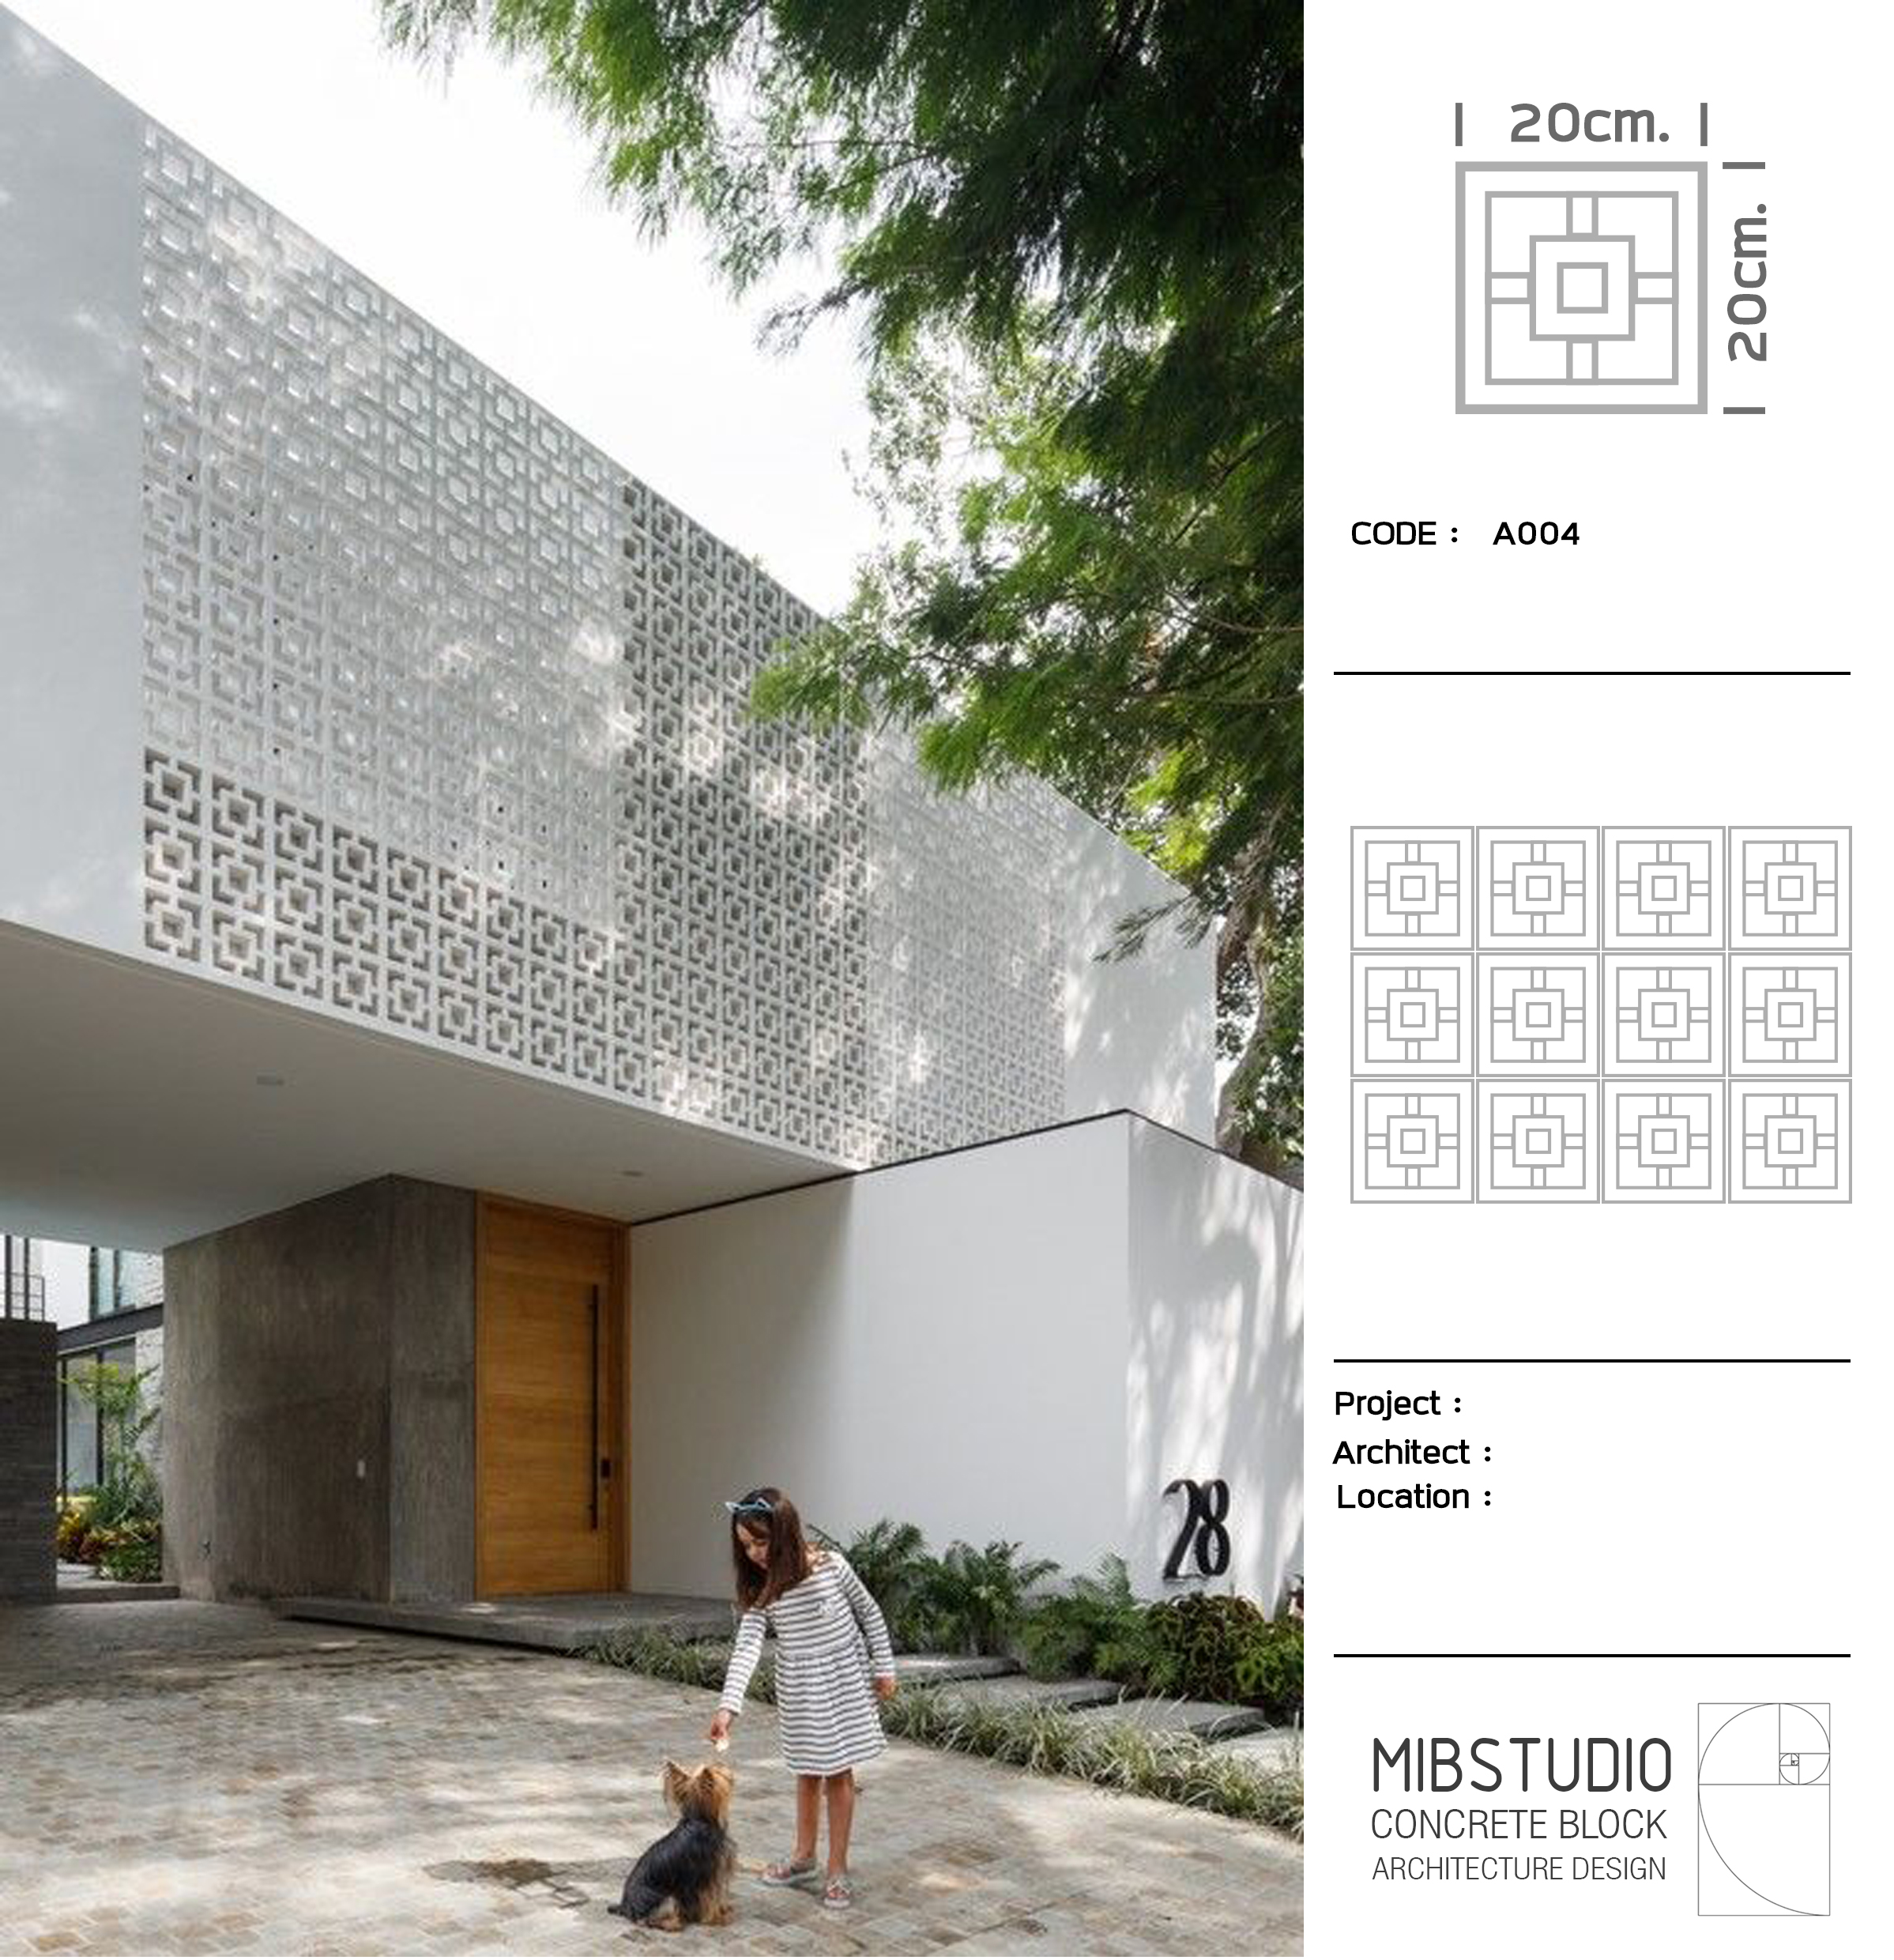 20cm.
20cm.
CODE : A004
Project :
Architect :
Location :
28
MIBSTUDIO
CONCRETE BLOCK
ARCHITECTURE DESIGN